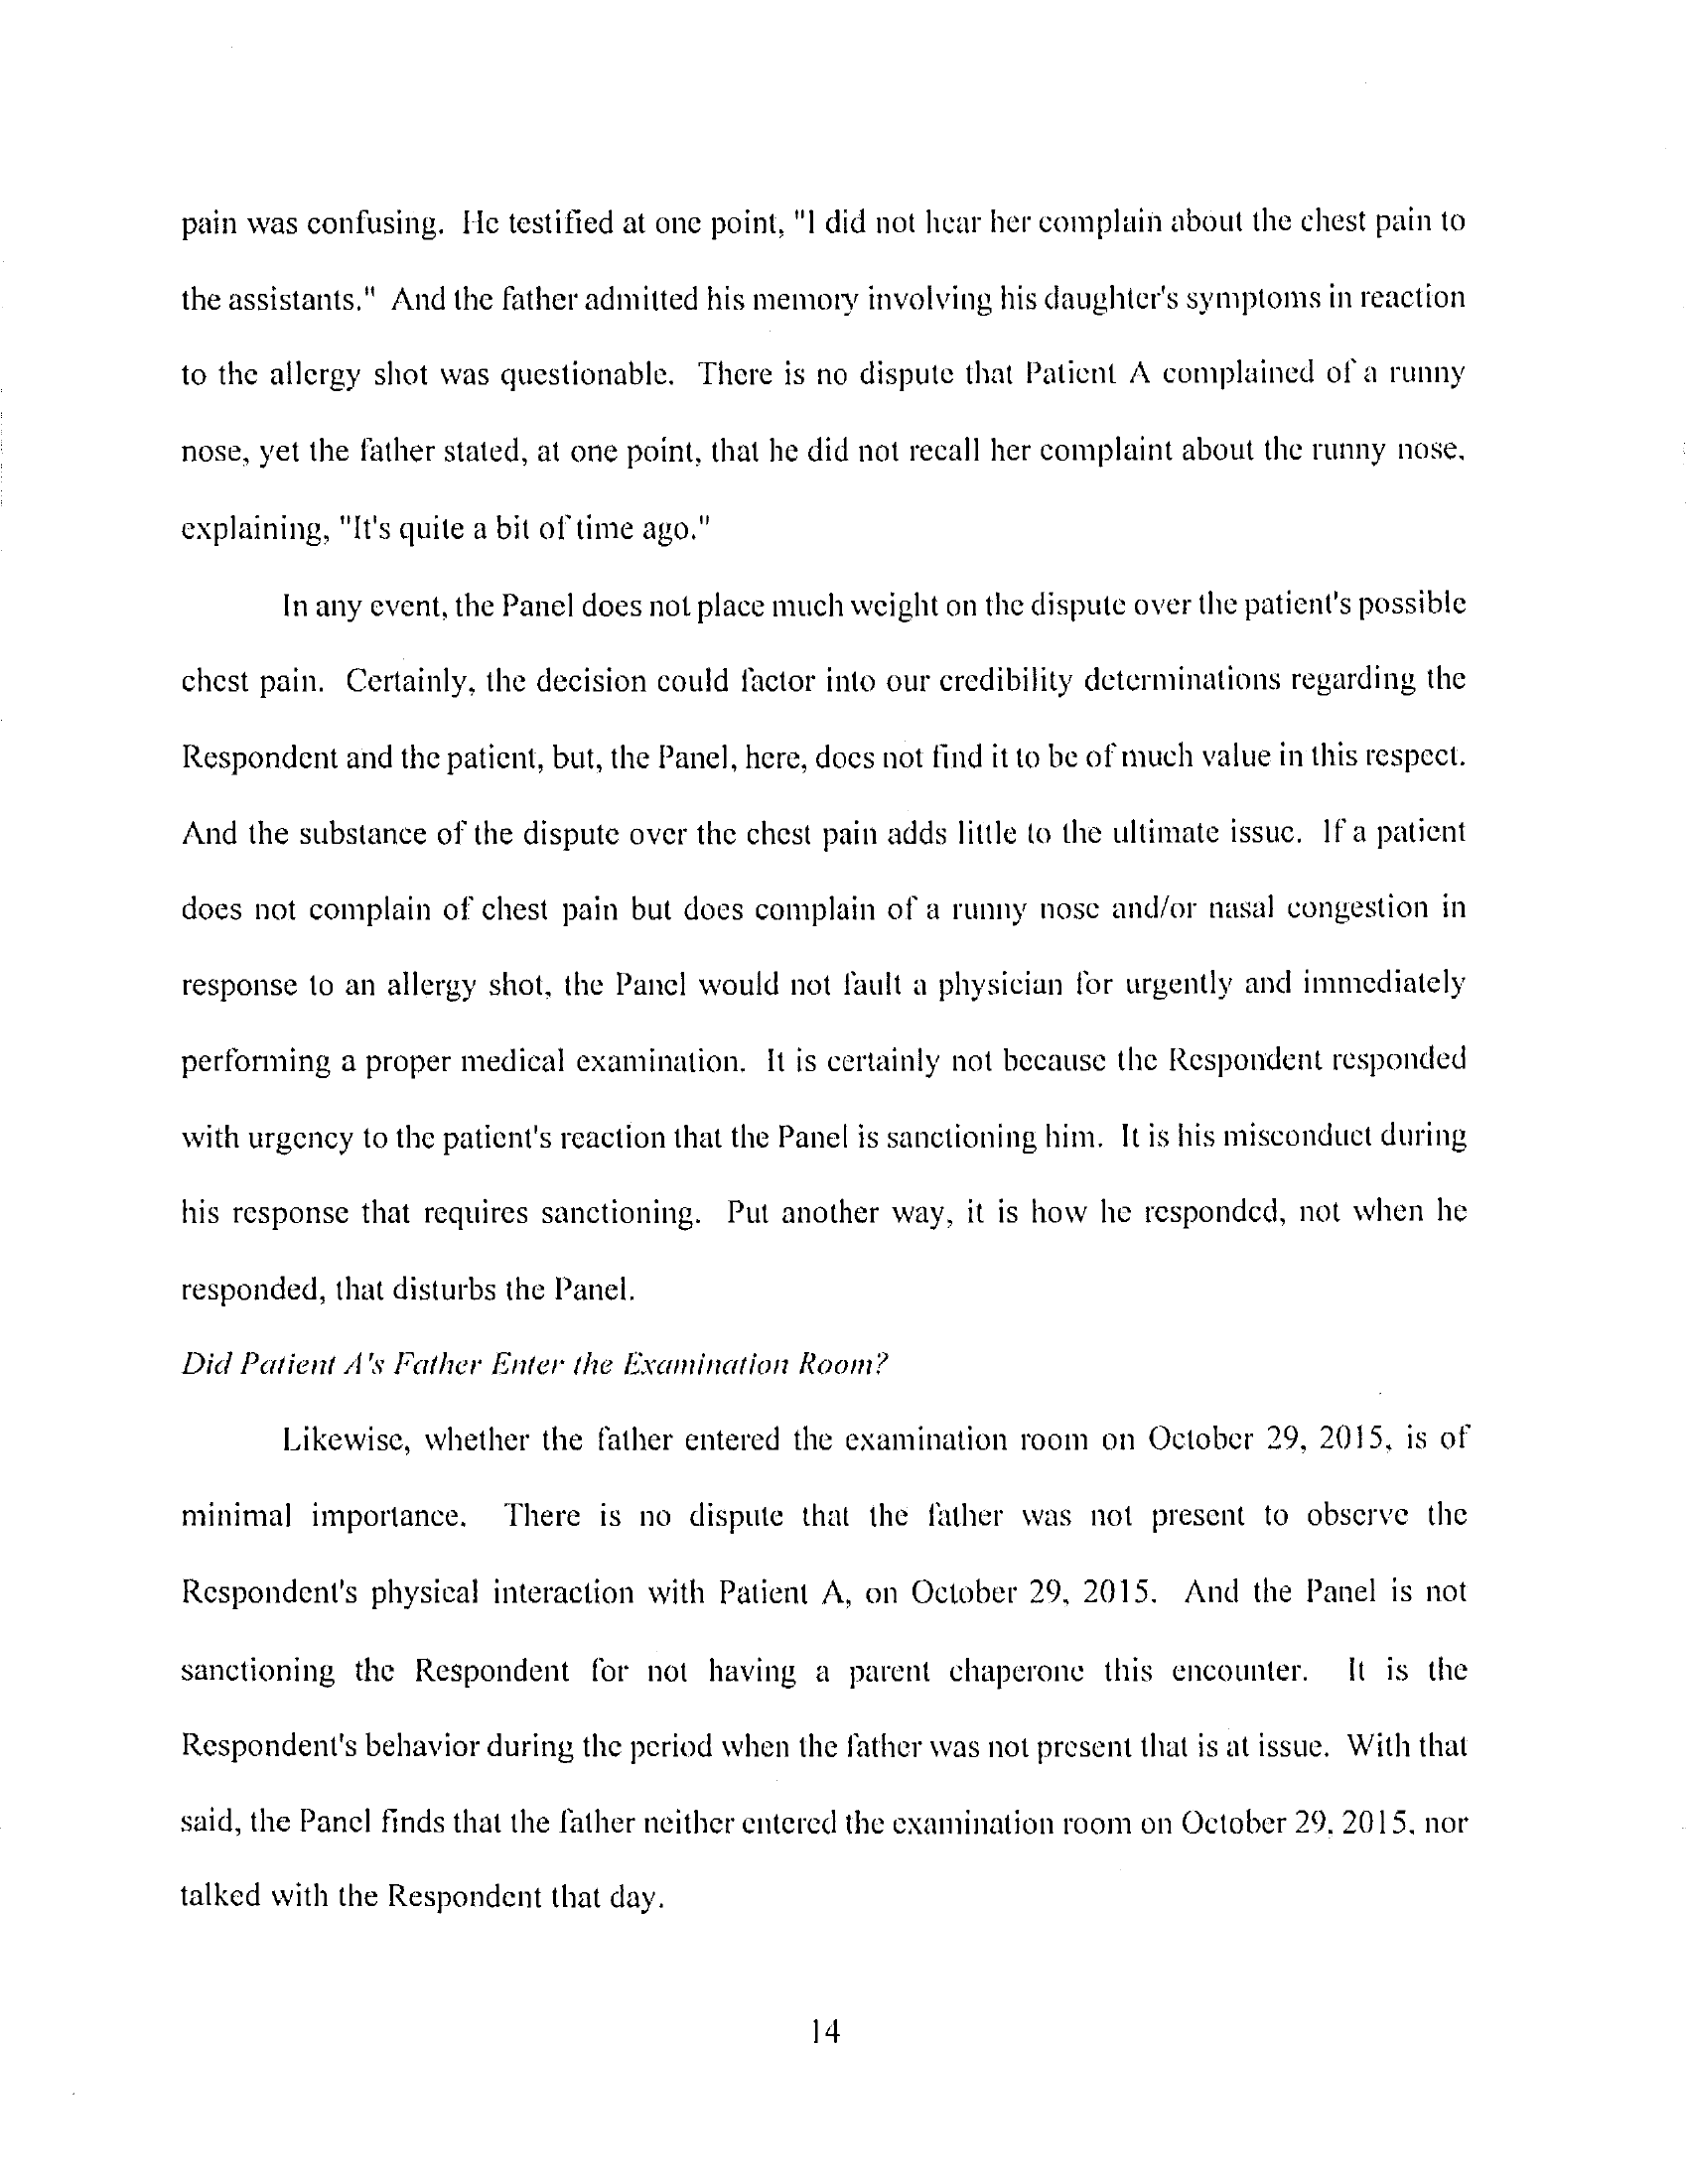 pain was confusing. He testified at one point, "I did not hear her complain about the chest pain to
the assistants." And the father admitted his memory involving his daughter's symptoms in reaction
to the allergy shot was questionable. There is no dispute that Patient A complained of a runny
nose, yet the father stated, at one point, that he did not recall her complaint about the runny nose,
explaining, "It's quite a bit of time ago."
In any event, the Panel does not place much weight on the dispute over the patient's possible
chest pain. Certainly, the decision could factor into our credibility determinations regarding the
Respondent and the patient, but, the Panel, here, does not find it to be of much value in this respect.
And the substance of the dispute over the chest pain adds little to the ultimate issue. If a patient
does not complain of chest pain but does complain of a runny nose and/or nasal congestion in
response to an allergy shot, the Panel would not fault a physician for urgently and immediately
performing a proper medical examination. It is certainly not because the Respondent responded
with urgency to the patient's reaction that the Panel is sanctioning him. It is his misconduct during
his response that requires sanctioning. Put another way, it is how he responded, not when he
responded, that disturbs the Panel.
Did Patient A's Father Enter the Examination Room?
Likewise, whether the father entered the examination room on October 29, 2015, is of
minimal importance. There is no dispute that the father was not present to observe the
Respondent's physical interaction with Patient A, on October 29, 2015. And the Panel is not
sanctioning the Respondent for not having a parent chaperone this encounter. It is the
Respondent's behavior during the period when the father was not present that is at issue. With that
said, the Panel finds that the father neither entered the examination room on October 29, 2015, nor
talked with the Respondent that day.
14